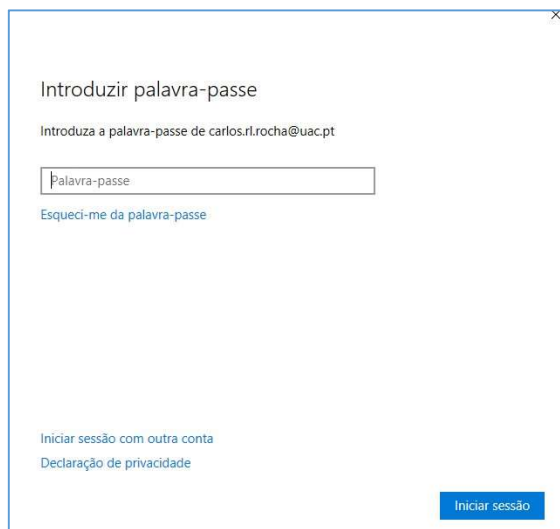 Introduzir palavra-passe
Introduza a palavra-passe de carlos.rl.rocha@uac.pt
Palavra-passe
Esqueci-me da palavra-passe
Iniciar sessão com outra conta
Declaração de privacidade
Iniciar sessão